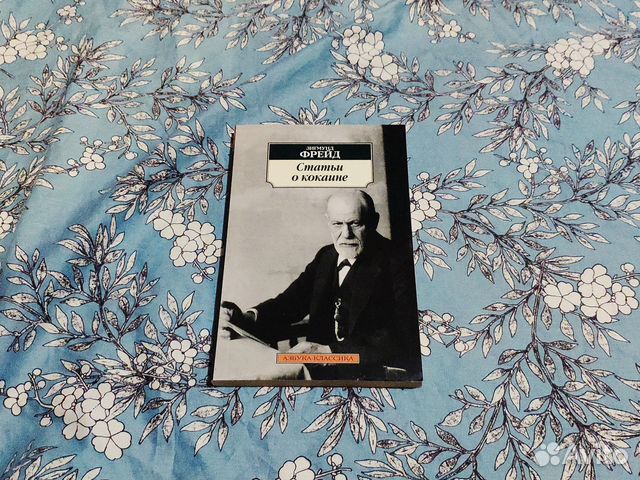 ЗИГМУНД
ФРЕЙД
Статьи
о кокаине
АЗБУКА-КЛАССИКА
Avito